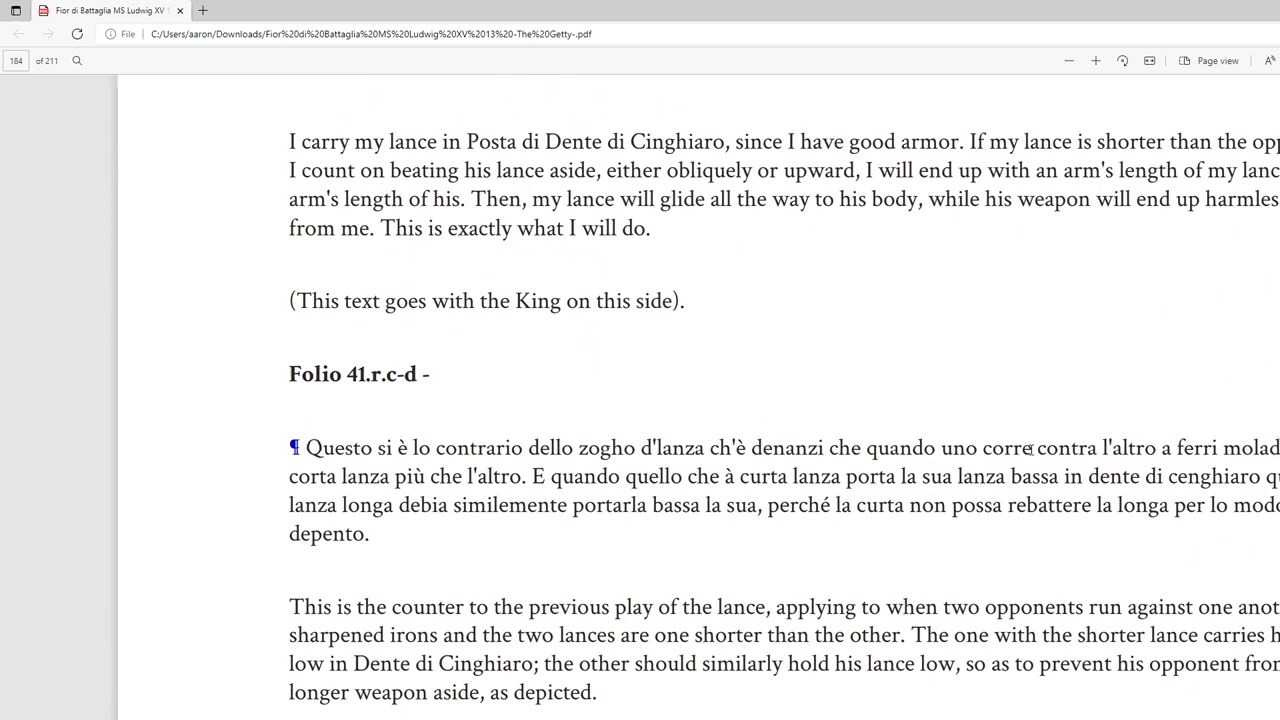 Fior di Battaglia MS Ludwig XV 1
File
C:/Users/aaron/Downloads/Fior%20di%20Battaglia%20MS%20Ludwig%20XV%2013%20-The%20Getty-.pdf
184 of 211
Page view
I carry my lance in Posta di Dente di Cinghiaro, since I have good armor. If my lance is shorter than the opp
I count on beating his lance aside, either obliquely or upward, I will end up with an arm's length of my lanc
arm's length of his. Then, my lance will glide all the way to his body, while his weapon will end up harmles
from me. This is exactly what I will do.
(This text goes with the King on this side).
Folio 41.r.c-d -
¶ Questo si è lo contrario dello zogho d'lanza ch'è denanzi che quando uno corre contra l'altro a ferri molad
corta lanza più che l'altro. E quando quello che à curta lanza porta la sua lanza bassa in dente di cenghiaro qu
lanza longa debia similemente portarla bassa la sua, perché la curta non possa rebattere la longa per lo modo
depento.
This is the counter to the previous play of the lance, applying to when two opponents run against one anot
sharpened irons and the two lances are one shorter than the other. The one with the shorter lance carries h
low in Dente di Cinghiaro; the other should similarly hold his lance low, so as to prevent his opponent fron
longer weapon aside, as depicted.